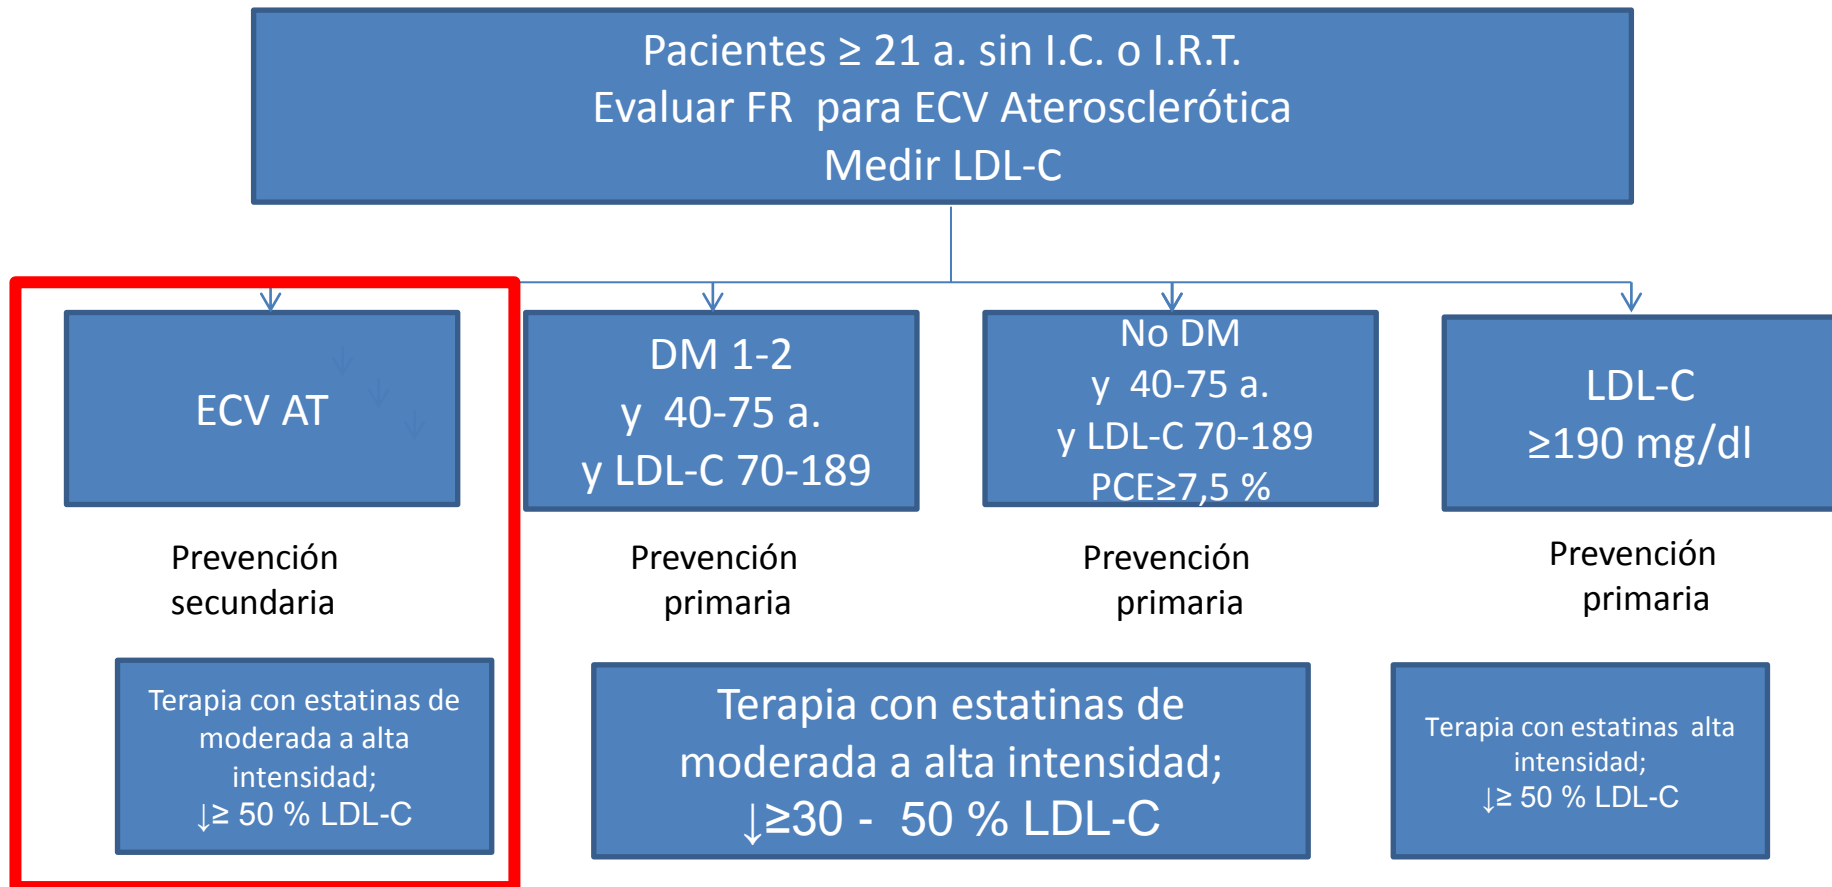 Pacientes ≥ 21 a. sin I.C. o I.R.T.
Evaluar FR para ECV Aterosclerótica
Medir LDL-C
ECV AT
DM 1-2
y 40-75 a.
y LDL-C 70-189
No DM
y 40-75 a.
y LDL-C 70-189
PCE≥7,5 %
LDL-C
≥190 mg/dl
Prevención
secundaria
Prevención
primaria
Prevención
primaria
Prevención
primaria
Terapia con estatinas de
moderada a alta
intensidad;
↓≥ 50 % LDL-C
Terapia con estatinas de
moderada a alta intensidad;
↓≥30 - 50 % LDL-C
Terapia con estatinas alta
intensidad;
↓≥ 50 % LDL-C